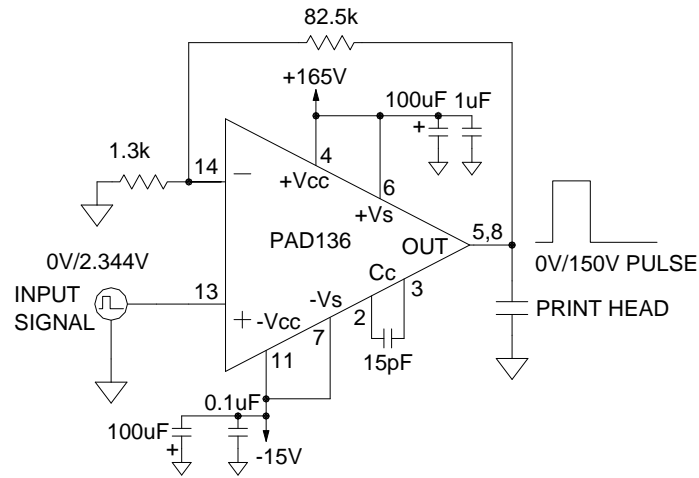 82.5k
+165V
100uF 1uF
+
1.3k
14
4
+Vcc
6
+Vs
PAD136
OUT
5,8
0V/150V PULSE
0V/2.344V
INPUT
SIGNAL
13
+
-Vcc
-Vs
Cc
3
2
7
11
15pF
PRINT HEAD
0.1uF
100uF
+
-15V